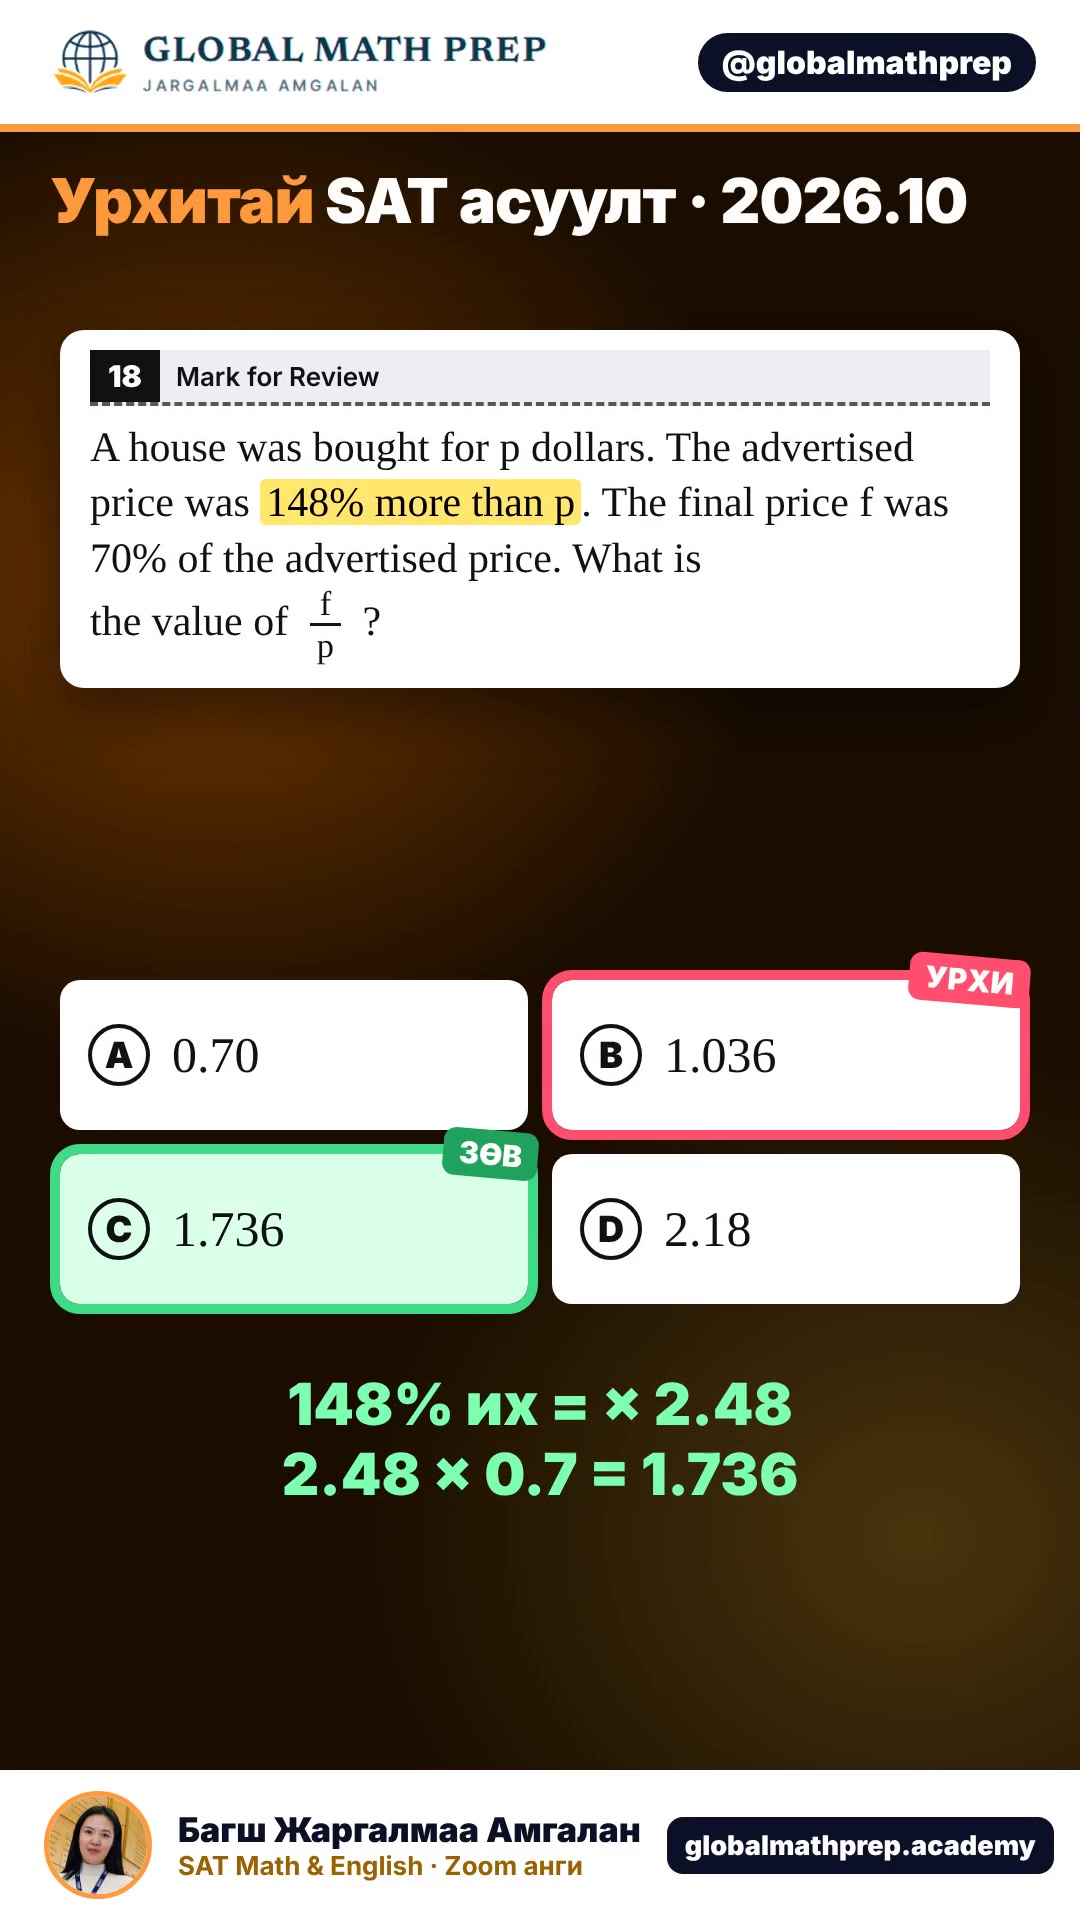 GLOBAL MATH PREP
JARGALMAA AMGALAN
@globalmathprep
Урхитай SAT асуулт · 2026.10
18 Mark for Review
A house was bought for p dollars. The advertised
price was 148% more than p. The final price f was
70% of the advertised price. What is
the value of f/p ?
A 0.70
УРХИ
B 1.036
ЗӨВ
C 1.736
D 2.18
148% их = × 2.48
2.48 × 0.7 = 1.736
Багш Жаргалмаа Амгалан
SAT Math & English · Zoom анги
globalmathprep.academy